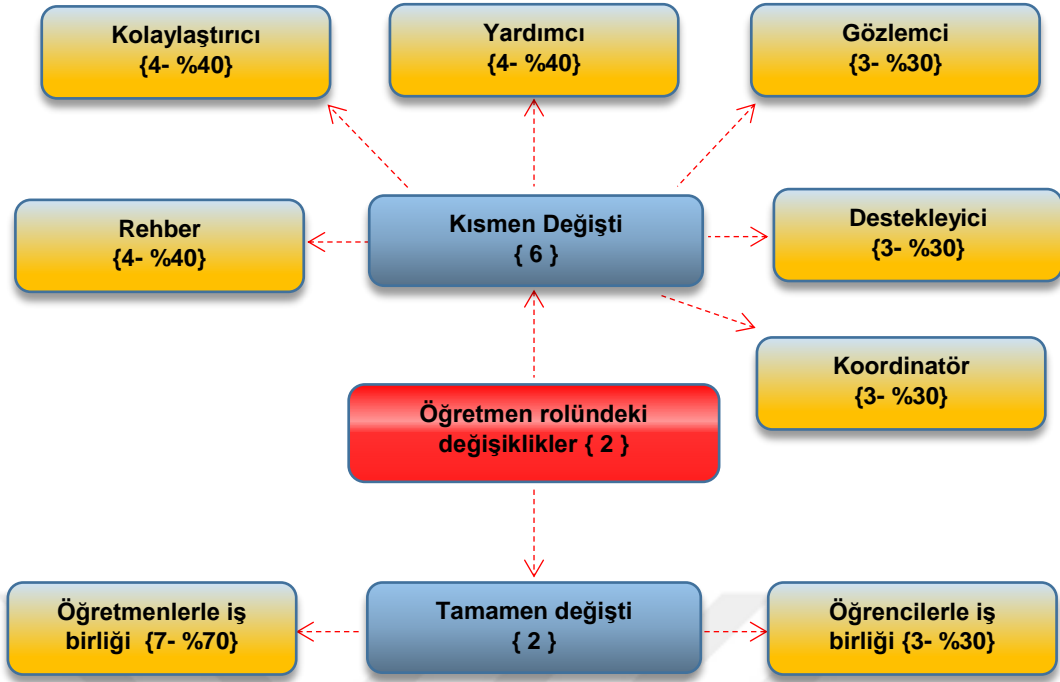 Kolaylaştırıcı
{4- %40}
Yardımcı
{4- %40}
Gözlemci
{3- %30}
Rehber
{4- %40}
Kısmen Değişti
{ 6 }
Destekleyici
{3- %30}
Koordinatör
{3- %30}
Öğretmen rolündeki
değişiklikler { 2 }
Öğretmenlerle iş
birliği {7- %70}
Tamamen değişti
{ 2 }
Öğrencilerle iş
birliği {3- %30}